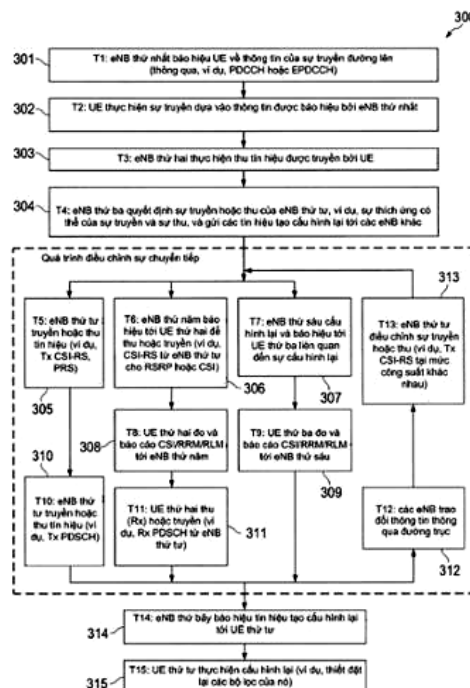 300
301
T1: eNB thứ nhất báo hiệu UE về thông tin của sự truyền đường lên
(thông qua, ví dụ, PDCCH hoặc EPDCCH)
302
T2: UE thực hiện sự truyền dựa vào thông tin được báo hiệu bởi eNB thứ nhất
303
T3: eNB thứ hai thực hiện thu tín hiệu được truyền bởi UE
304
T4: eNB thứ ba quyết định sự truyền hoặc thu của eNB thứ tư, ví dụ, sự thích ứng có
thể của sự truyền và sự thu, và gửi các tín hiệu tạo cấu hình lại tới các eNB khác
Quá trình điều chỉnh sự chuyển tiếp
313
T5: eNB thứ tư
truyền hoặc thu
tín hiệu (ví dụ,
Tx CSI-RS,
PRS)
305
T6: eNB thứ năm báo
hiệu tới UE thứ hai để
thu hoặc truyền (ví dụ,
CSI-RS từ eNB thứ tư
cho RSRP hoặc CSI)
306
T7: eNB thứ sáu cấu
hình lại và báo hiệu tới
UE thứ ba liên quan
đến sự cấu hình lại
307
T13: eNB thứ tư
điều chỉnh sự truyền
hoặc thu (ví dụ, Tx
CSI-RS tại mức
công suất khác
nhau)
308
T8: UE thứ hai đo và
báo cáo CSI/RRM/RLM
tới eNB thứ năm
T9: UE thứ ba đo và
báo cáo CSI/RRM/RLM
tới eNB thứ sáu
309
310
T10: eNB thứ
tư truyền hoặc
thu tín hiệu (ví
dụ, Tx PDSCH)
T11: UE thứ hai thu
(Rx) hoặc truyền (ví
dụ, Rx PDSCH từ eNB
thứ tư)
311
T12: các eNB trao
đổi thông tin thông
qua đường trục
312
314
T14: eNB thứ bảy báo hiệu tín hiệu tạo cấu hình lại
tới UE thứ tư
315
T15: UE thứ tư thực hiện cấu hình lại (ví dụ, thiết đặt
lại các bộ lọc của nó)